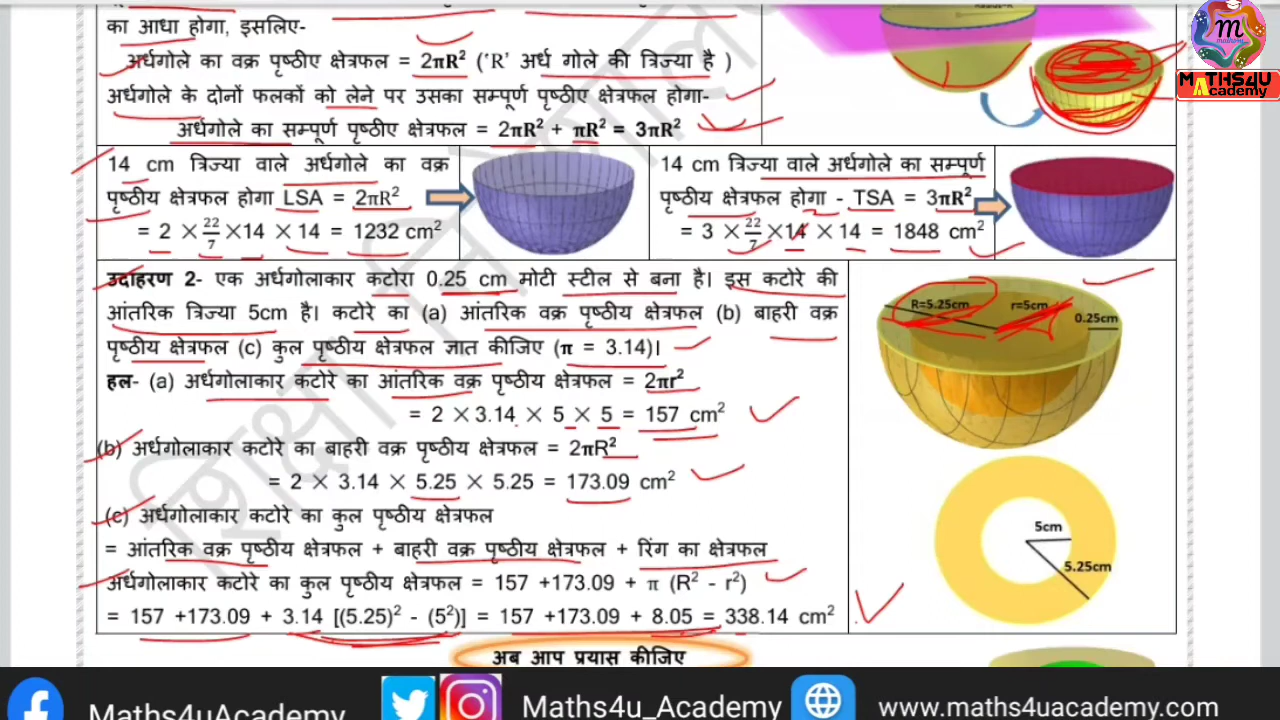 का आधा होगा, इसलिए-
अर्धगोले का वक्र पृष्ठीए क्षेत्रफल = 2πR² ('R' अर्ध गोले की त्रिज्या है )
अर्धगोले के दोनों फलकों को लेने पर उसका सम्पूर्ण पृष्ठीए क्षेत्रफल होगा-
अर्धगोले का सम्पूर्ण पृष्ठीए क्षेत्रफल = 2πR² + πR² = 3πR²
m
maths4u
MATHS4U
Academy
14 cm त्रिज्या वाले अर्धगोले का वक्र
पृष्ठीय क्षेत्रफल होगा LSA = 2πR²
= 2 × 22/7 ×14 ×14 = 1232 cm²
14 cm त्रिज्या वाले अर्धगोले का सम्पूर्ण
पृष्ठीय क्षेत्रफल होगा - TSA = 3πR²
= 3 × 22/7 ×14 × 14 = 1848 cm²
उदाहरण 2- एक अर्धगोलाकार कटोरा 0.25 cm मोटी स्टील से बना है। इस कटोरे की
आंतरिक त्रिज्या 5cm है। कटोरे का (a) आंतरिक वक्र पृष्ठीय क्षेत्रफल (b) बाहरी वक्र
पृष्ठीय क्षेत्रफल (c) कुल पृष्ठीय क्षेत्रफल ज्ञात कीजिए (π = 3.14)।
हल- (a) अर्धगोलाकार कटोरे का आंतरिक वक्र पृष्ठीय क्षेत्रफल = 2πr²
= 2 ×3.14 × 5 × 5 = 157 cm²
(b) अर्धगोलाकार कटोरे का बाहरी वक्र पृष्ठीय क्षेत्रफल = 2πR²
= 2 × 3.14 × 5.25 × 5.25 = 173.09 cm²
(c) अर्धगोलाकार कटोरे का कुल पृष्ठीय क्षेत्रफल
= आंतरिक वक्र पृष्ठीय क्षेत्रफल + बाहरी वक्र पृष्ठीय क्षेत्रफल + रिंग का क्षेत्रफल
अर्धगोलाकार कटोरे का कुल पृष्ठीय क्षेत्रफल = 157 +173.09 + π (R² - r²)
= 157 +173.09 + 3.14 [(5.25)² - (5²)] = 157 +173.09 + 8.05 = 338.14 cm²
R=5.25cm
r=5cm
0.25cm
5cm
5.25cm
अब आप प्रयास कीजिए
Maths4uAcademy
Maths4u_Academy
www.maths4u.com